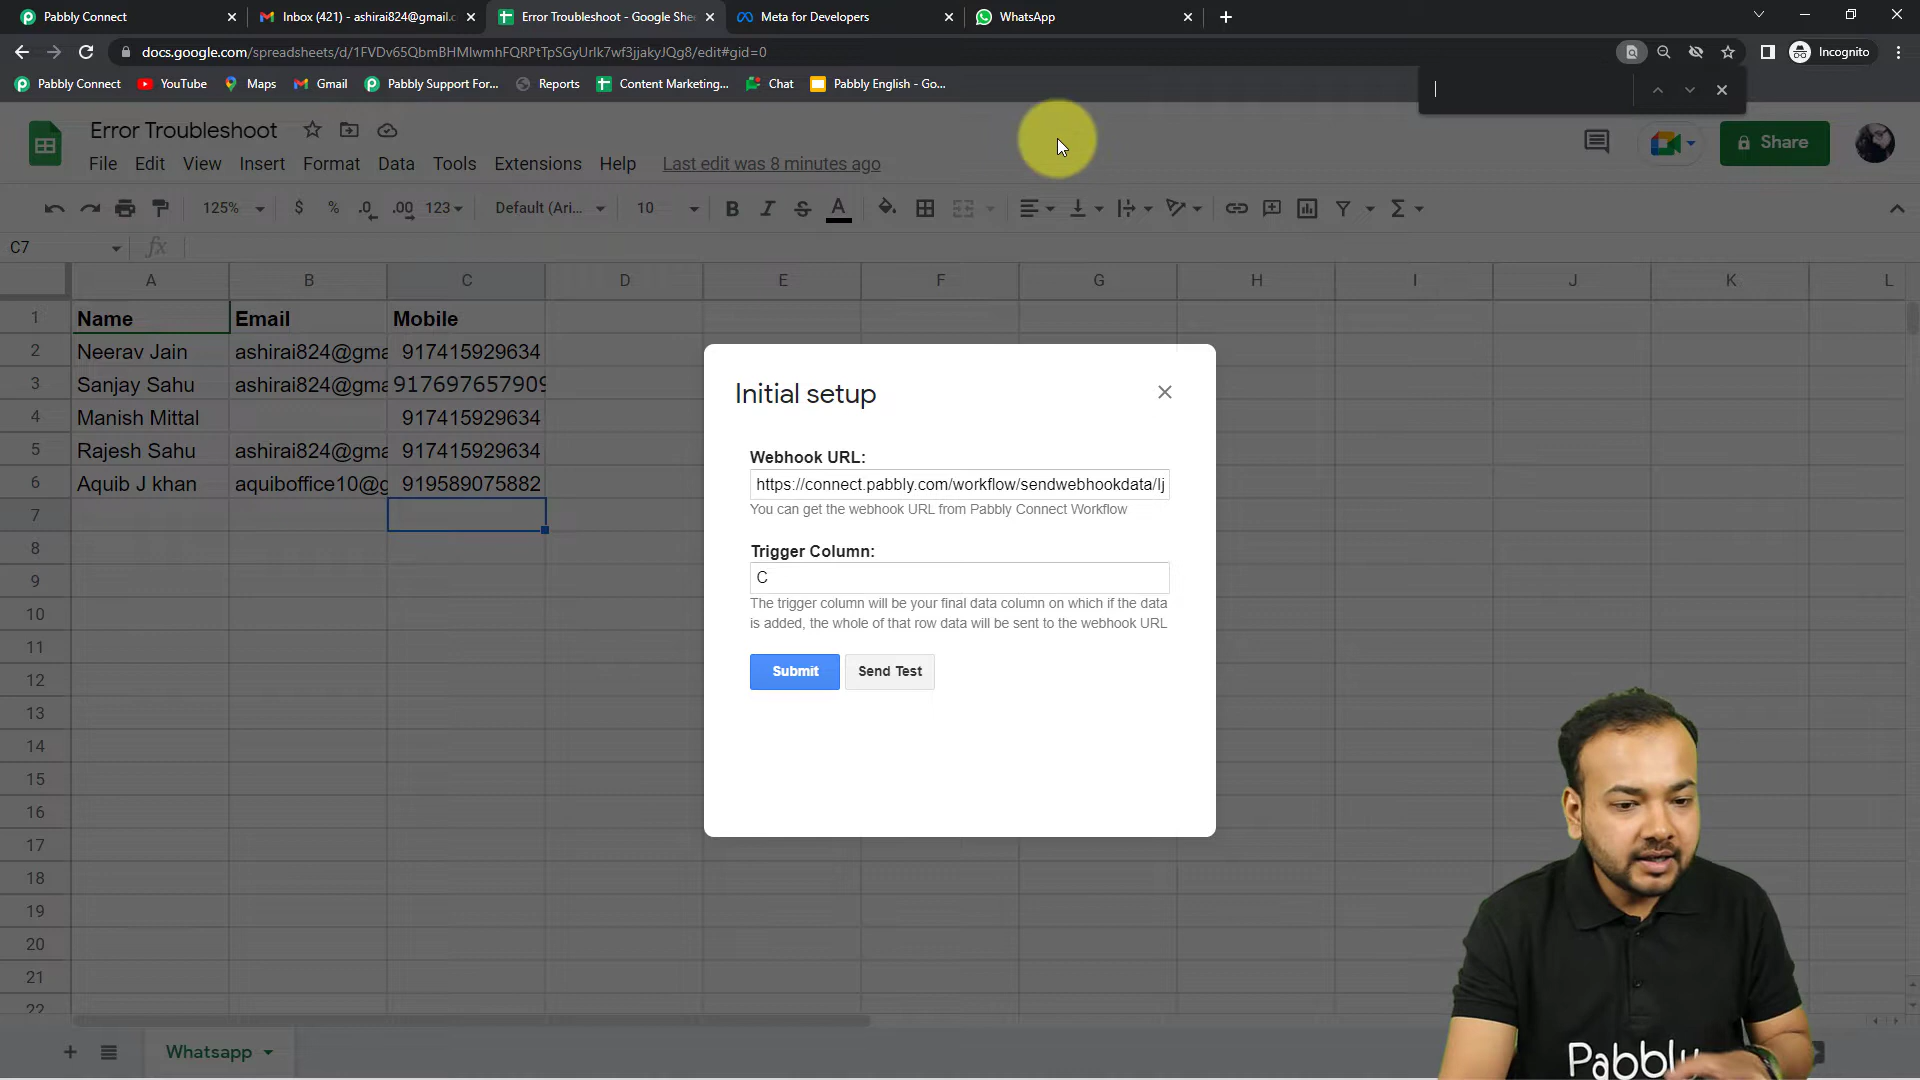 Pabbly Connect
Inbox (421) - ashirai824@gmail.c
Error Troubleshoot - Google She
Meta for Developers
WhatsApp
docs.google.com/spreadsheets/d/1FVDv65QbmBHMlwmhFQRPtTpSGyUrlk7wf3jjakyJQg8/edit#gid=0
Incognito
Pabbly Connect
YouTube
Maps
Gmail
Pabbly Support For...
Reports
Content Marketing...
Chat
Pabbly English - Go...
Error Troubleshoot
File Edit View Insert Format Data Tools Extensions Help Last edit was 8 minutes ago
Share
125% $ % .0 .00 123 Default (Ari... 10 B I S A
C7 fx
A B C D E F G H I J K L
1 Name Email Mobile
2 Neerav Jain ashirai824@gma 917415929634
3 Sanjay Sahu ashirai824@gma 917697657909
4 Manish Mittal 917415929634
5 Rajesh Sahu ashirai824@gma 917415929634
6 Aquib J khan aquiboffice10@g 919589075882
7
8
9
10
11
12
13
14
15
16
17
18
19
20
21
22
Initial setup
Webhook URL:
https://connect.pabbly.com/workflow/sendwebhookdata/Ij
You can get the webhook URL from Pabbly Connect Workflow
Trigger Column:
C
The trigger column will be your final data column on which if the data
is added, the whole of that row data will be sent to the webhook URL
Submit Send Test
Whatsapp
Pabbly